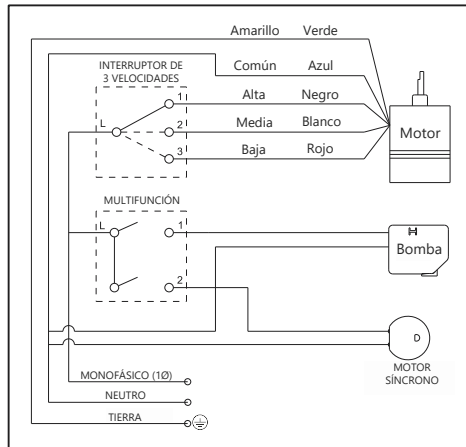 Amarillo Verde
INTERRUPTOR DE
3 VELOCIDADES
Común Azul
L 1 2 3
Alta Negro
Media Blanco
Baja Rojo
Motor
MULTIFUNCIÓN
L 1 2
H
Bomba
D
MOTOR
SÍNCRONO
MONOFÁSICO (1Ø)
NEUTRO
TIERRA